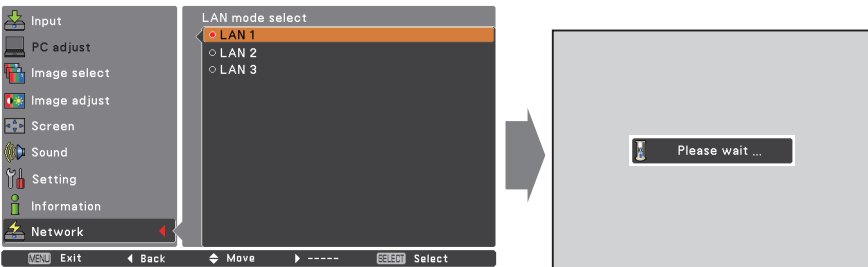 Input
PC adjust
Image select
Image adjust
Screen
Sound
Setting
Information
Network
LAN mode select
LAN 1
LAN 2
LAN 3
MENU Exit Back Move ----- SELECT Select
Please wait ...